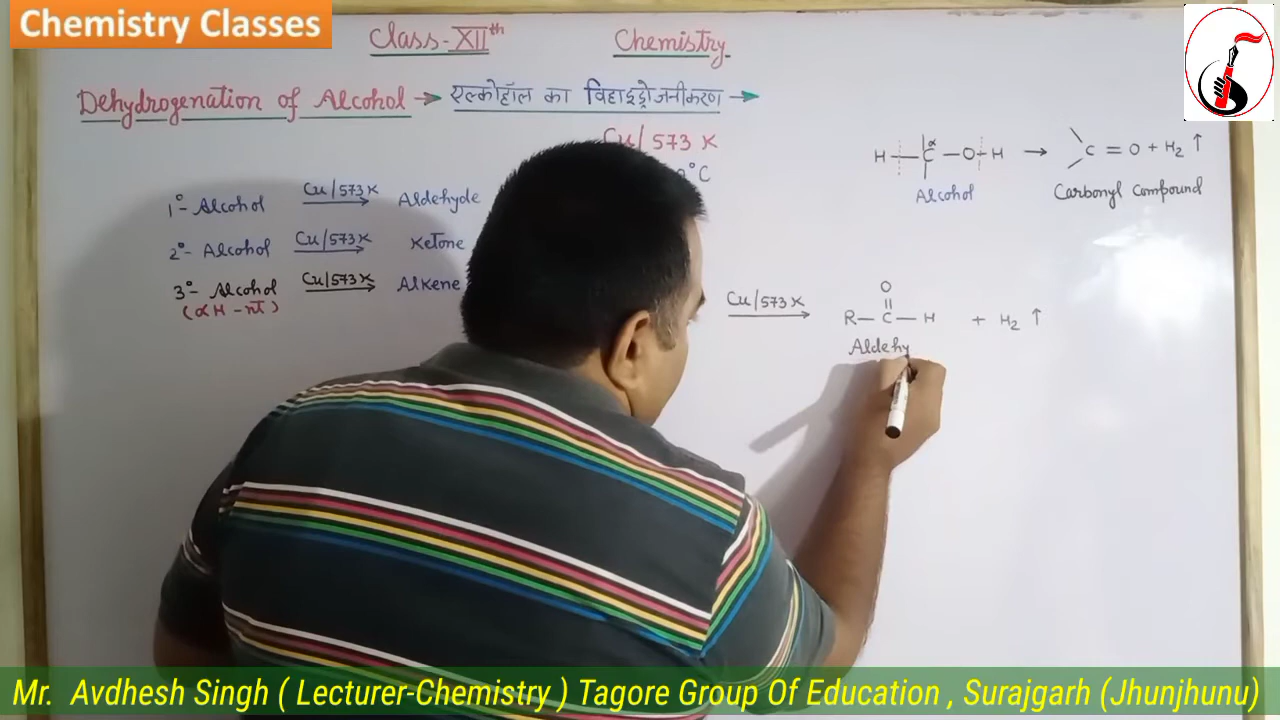 Chemistry Classes
Class-XIIth Chemistry
Dehydrogenation of Alcohol → एल्कोहॉल का विहाइड्रोजनीकरण →
Cu/573 K
°C
H — C — O — H → C = O + H2 ↑
α
Alcohol Carbonyl Compound
1°- Alcohol Cu/573K → Aldehyde
2°- Alcohol Cu/573K → Ketone
3°- Alcohol Cu/573K → Alkene
(αH - nt)
Cu/573 K →
O
R — C — H + H2 ↑
Aldehy
Mr. Avdhesh Singh ( Lecturer-Chemistry ) Tagore Group Of Education , Surajgarh (Jhunjhunu)